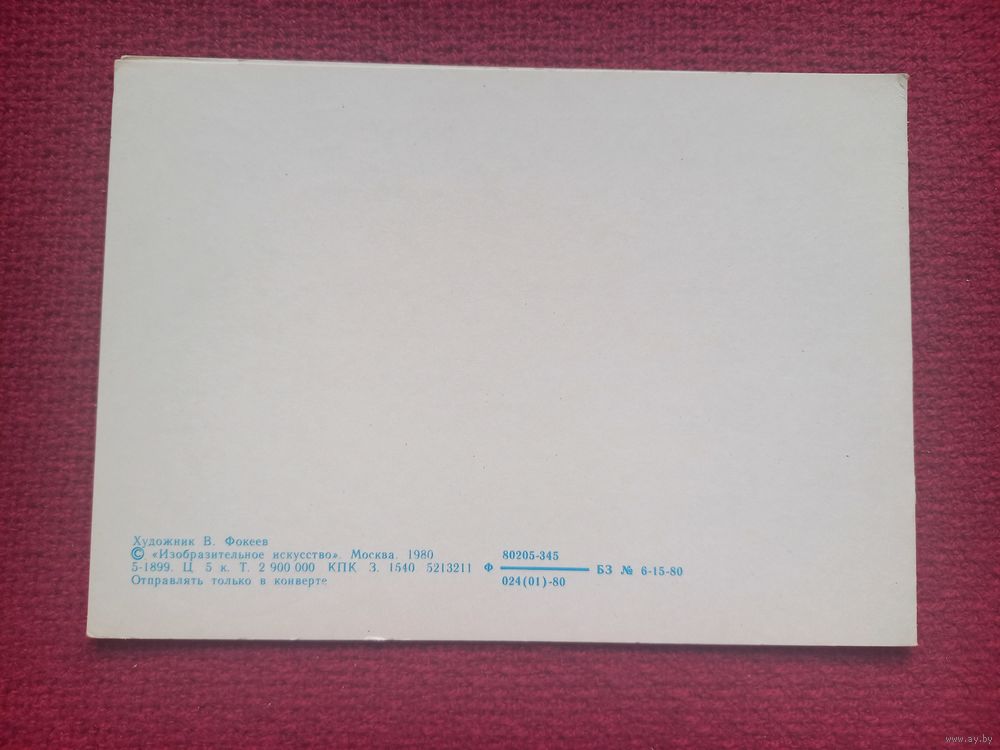 Художник В. Фокеев
© «Изобразительное искусство». Москва. 1980
5-1899. Ц. 5 к. Т. 2 900 000 КПК З. 1540 5213211 Ф 80205-345 / 024(01)-80 БЗ № 6-15-80
Отправлять только в конверте
www.ay.by